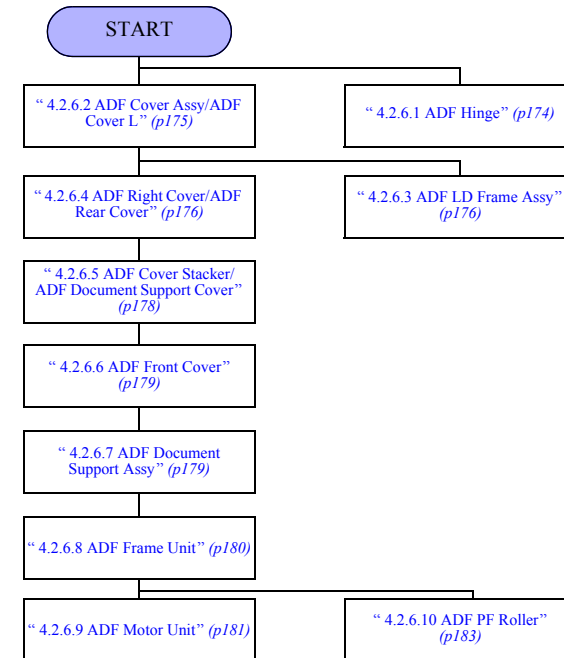 START
“ 4.2.6.2 ADF Cover Assy/ADF
Cover L” (p175)
“ 4.2.6.1 ADF Hinge” (p174)
“ 4.2.6.4 ADF Right Cover/ADF
Rear Cover” (p176)
“ 4.2.6.3 ADF LD Frame Assy”
(p176)
“ 4.2.6.5 ADF Cover Stacker/
ADF Document Support Cover”
(p178)
“ 4.2.6.6 ADF Front Cover”
(p179)
“ 4.2.6.7 ADF Document
Support Assy” (p179)
“ 4.2.6.8 ADF Frame Unit” (p180)
“ 4.2.6.9 ADF Motor Unit” (p181)
“ 4.2.6.10 ADF PF Roller”
(p183)